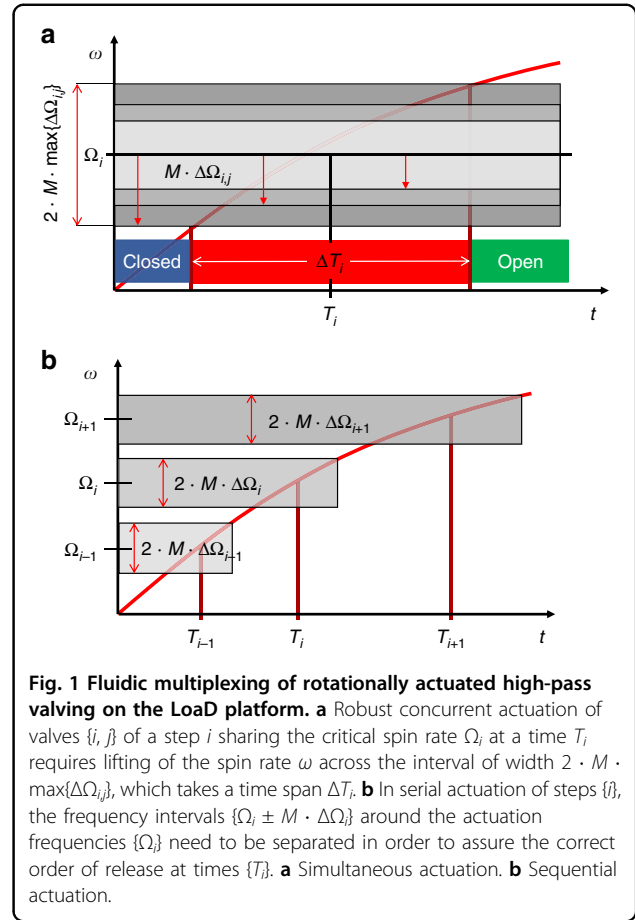 a
ω
2 · M · max{ΔΩi,j}
Ωi
M · ΔΩi,j
Closed
ΔTi
Open
Ti
t
b
ω
Ωi+1
2 · M · ΔΩi+1
Ωi
2 · M · ΔΩi
Ωi–1
2 · M · ΔΩi–1
Ti–1
Ti
Ti+1
t
Fig. 1 Fluidic multiplexing of rotationally actuated high-pass
valving on the LoaD platform. a Robust concurrent actuation of
valves {i, j} of a step i sharing the critical spin rate Ωi at a time Ti
requires lifting of the spin rate ω across the interval of width 2 · M ·
max{ΔΩi,j}, which takes a time span ΔTi. b In serial actuation of steps {i},
the frequency intervals {Ωi ± M · ΔΩi} around the actuation
frequencies {Ωi} need to be separated in order to assure the correct
order of release at times {Ti}. a Simultaneous actuation. b Sequential
actuation.